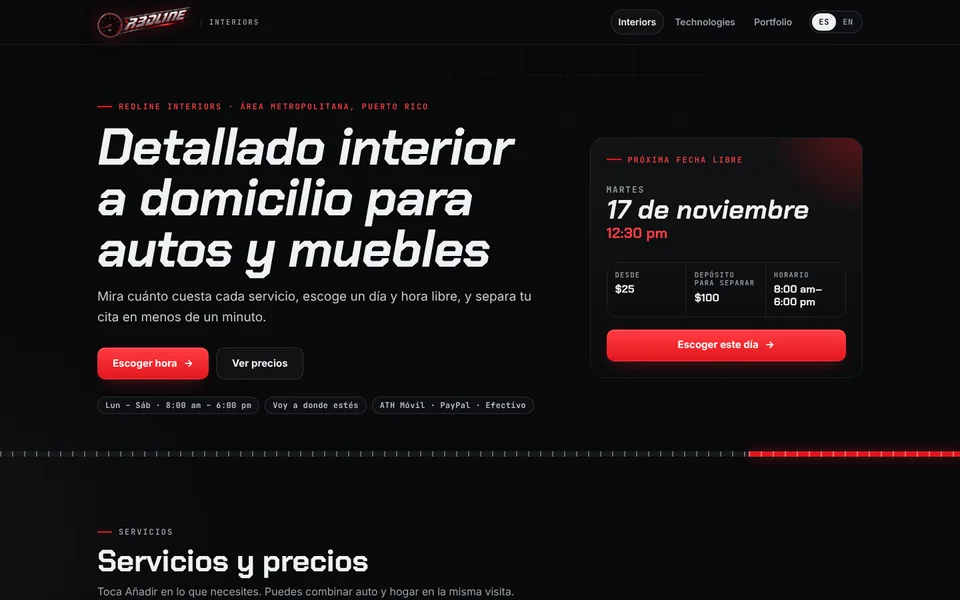 REDLINE
INTERIORS
Interiors
Technologies
Portfolio
ES
EN
REDLINE INTERIORS · ÁREA METROPOLITANA, PUERTO RICO
Detallado interior
a domicilio para
autos y muebles
Mira cuánto cuesta cada servicio, escoge un día y hora libre, y separa tu
cita en menos de un minuto.
Escoger hora →
Ver precios
Lun – Sáb · 8:00 am – 6:00 pm
Voy a donde estés
ATH Móvil · PayPal · Efectivo
PRÓXIMA FECHA LIBRE
MARTES
17 de noviembre
12:30 pm
DESDE
$25
DEPÓSITO
PARA SEPARAR
$100
HORARIO
8:00 am–
6:00 pm
Escoger este día →
SERVICIOS
Servicios y precios
Toca Añadir en lo que necesites. Puedes combinar auto y hogar en la misma visita.